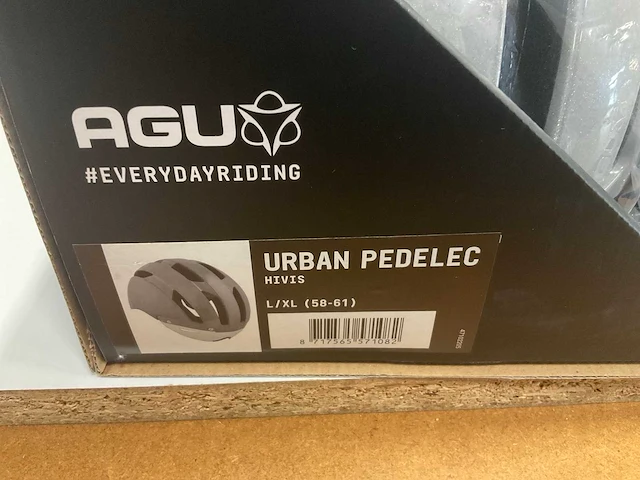 AGU
#EVERYDAYRIDING
URBAN PEDELEC
HIVIS
L/XL (58-61)
8 717565 571082